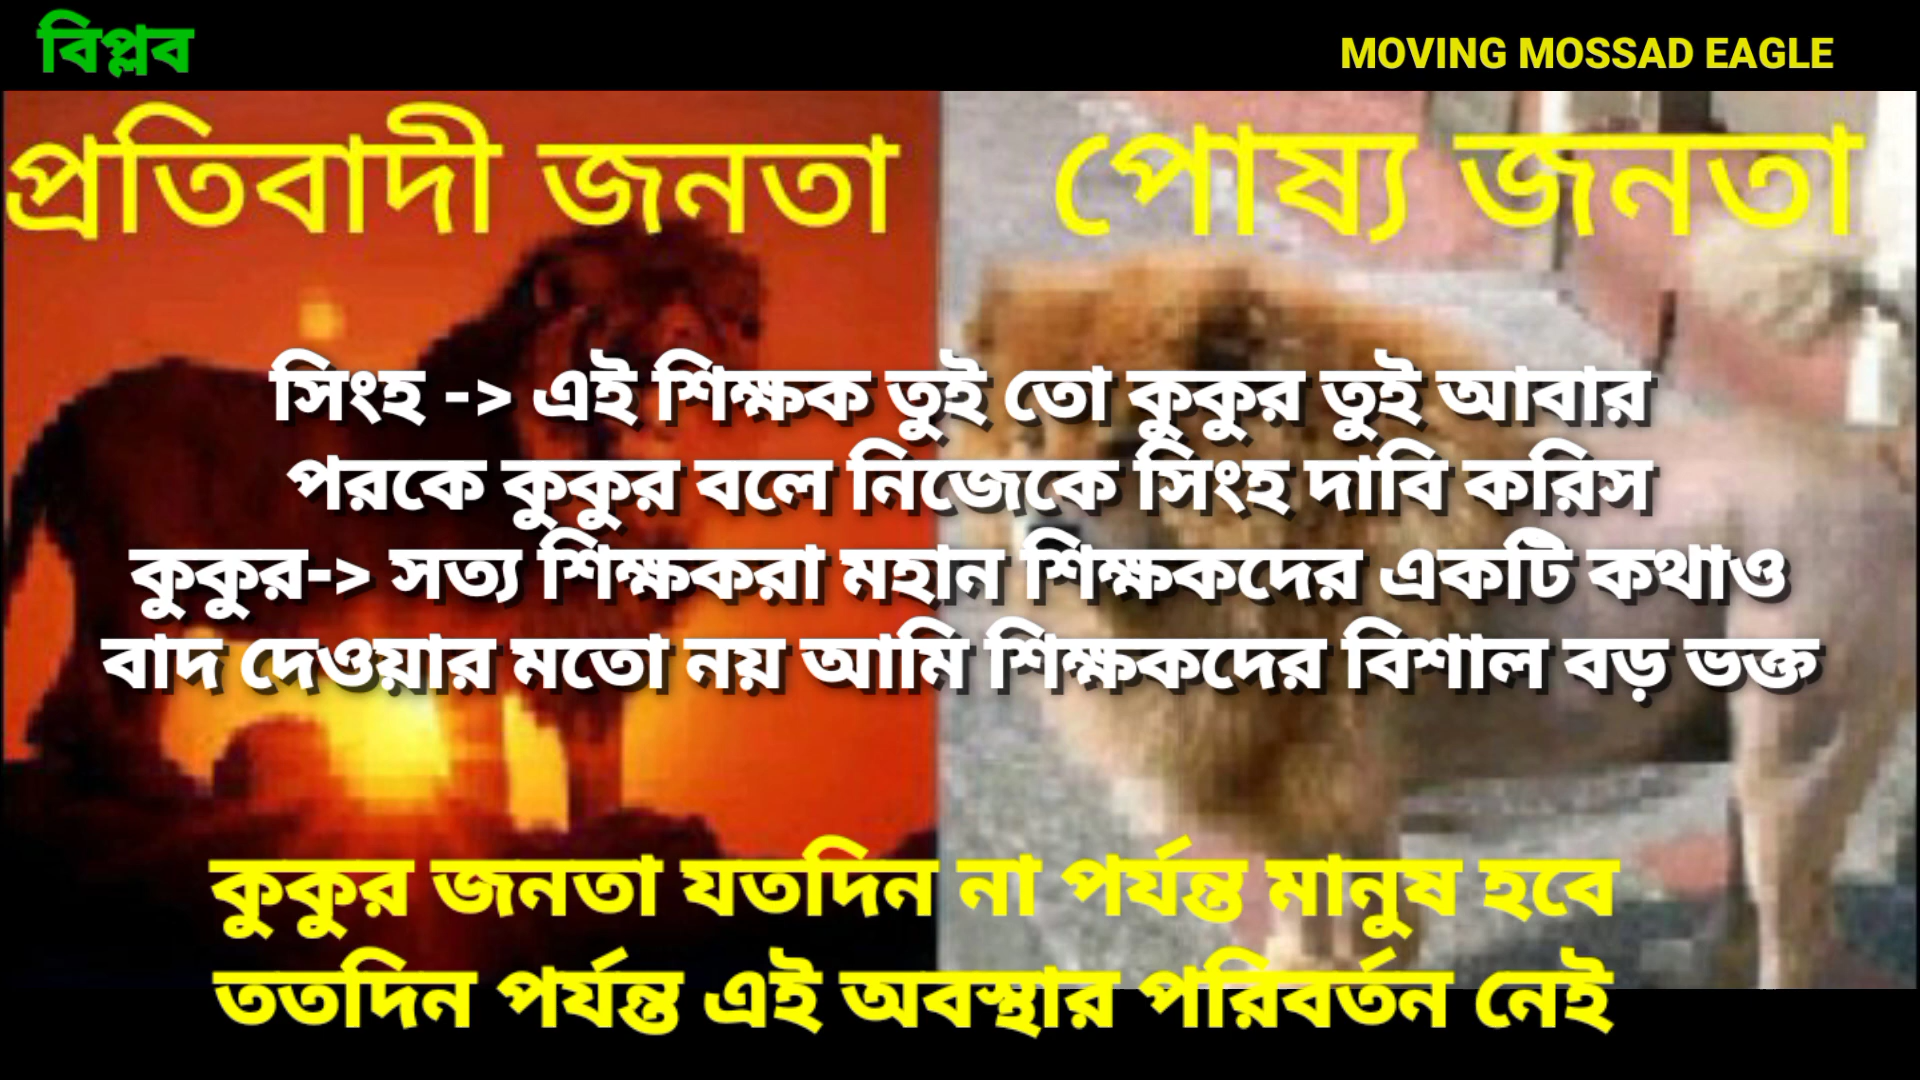 বিপ্লব
MOVING MOSSAD EAGLE
প্রতিবাদী জনতা
পোষ্য জনতা
সিংহ -> এই শিক্ষক তুই তো কুকুর তুই আবার
পরকে কুকুর বলে নিজেকে সিংহ দাবি করিস
কুকুর-> সত্য শিক্ষকরা মহান শিক্ষকদের একটি কথাও
বাদ দেওয়ার মতো নয় আমি শিক্ষকদের বিশাল বড় ভক্ত
কুকুর জনতা যতদিন না পর্যন্ত মানুষ হবে
ততদিন পর্যন্ত এই অবস্থার পরিবর্তন নেই